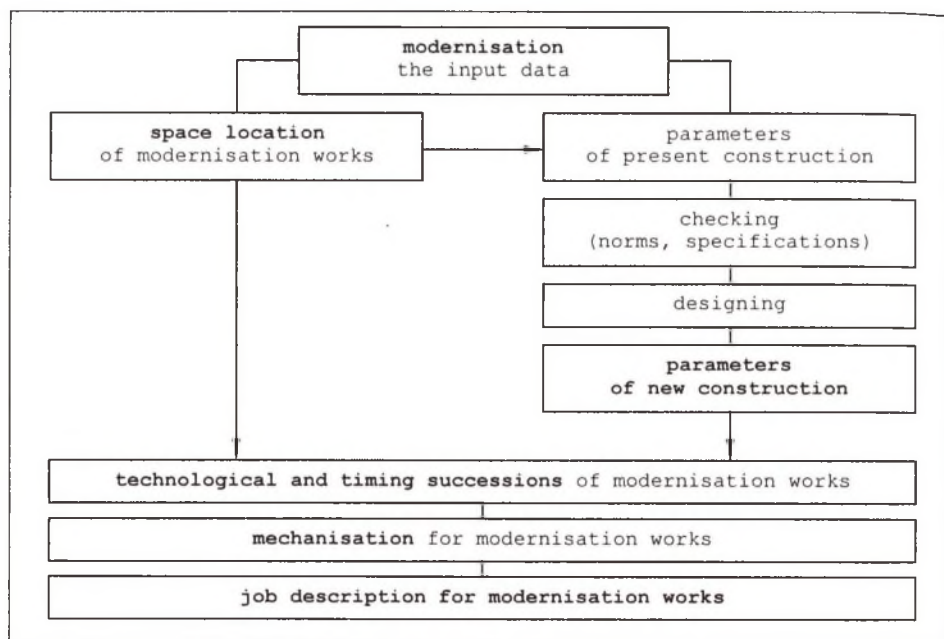 modernisation
the input data
space location
of modernisation works
parameters
of present construction
checking
(norms, specifications)
designing
parameters
of new construction
technological and timing successions of modernisation works
mechanisation for modernisation works
job description for modernisation works